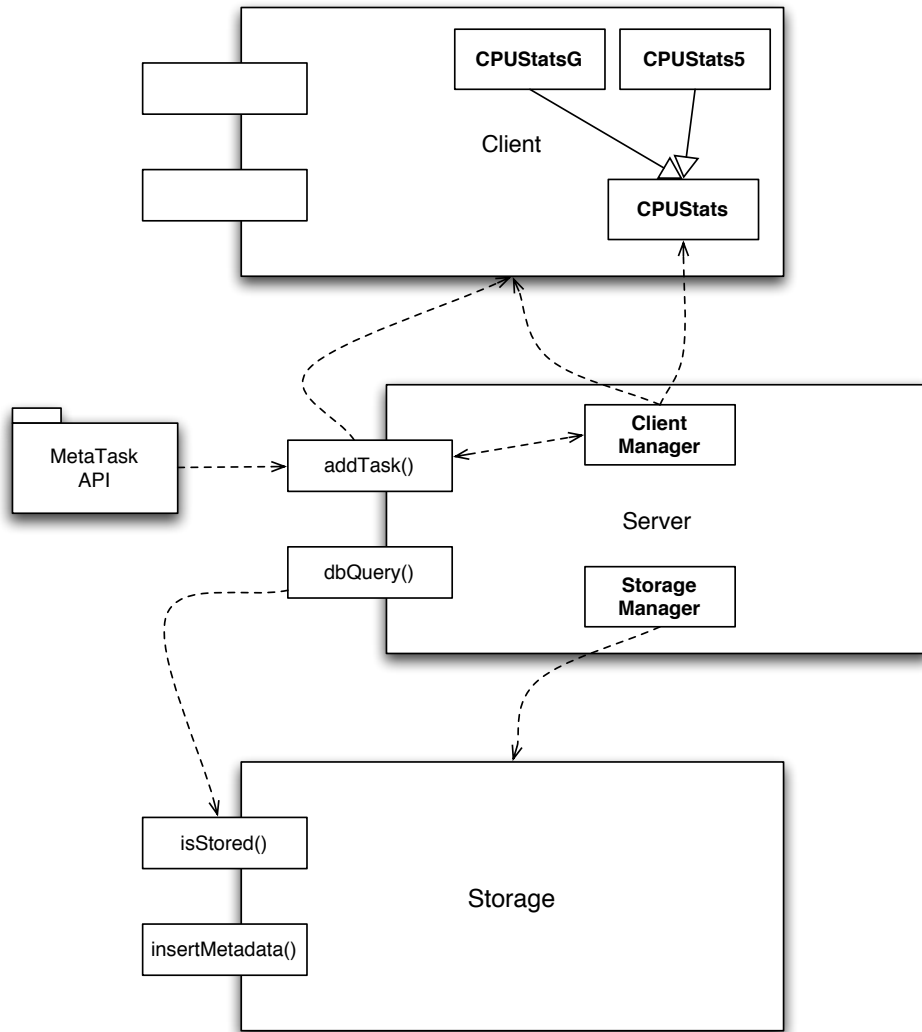 CPUStatsG
CPUStats5
Client
CPUStats
MetaTask
API
addTask()
Client
Manager
Server
dbQuery()
Storage
Manager
isStored()
Storage
insertMetadata()